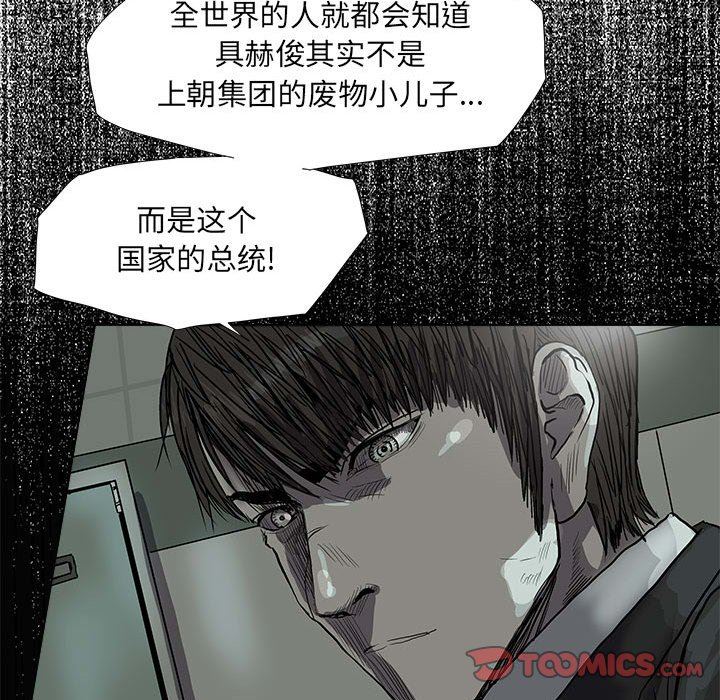 全世界的人就都会知道
具赫俊其实不是
上朝集团的废物小儿子...
而是这个
国家的总统!
TOOMICS.COM